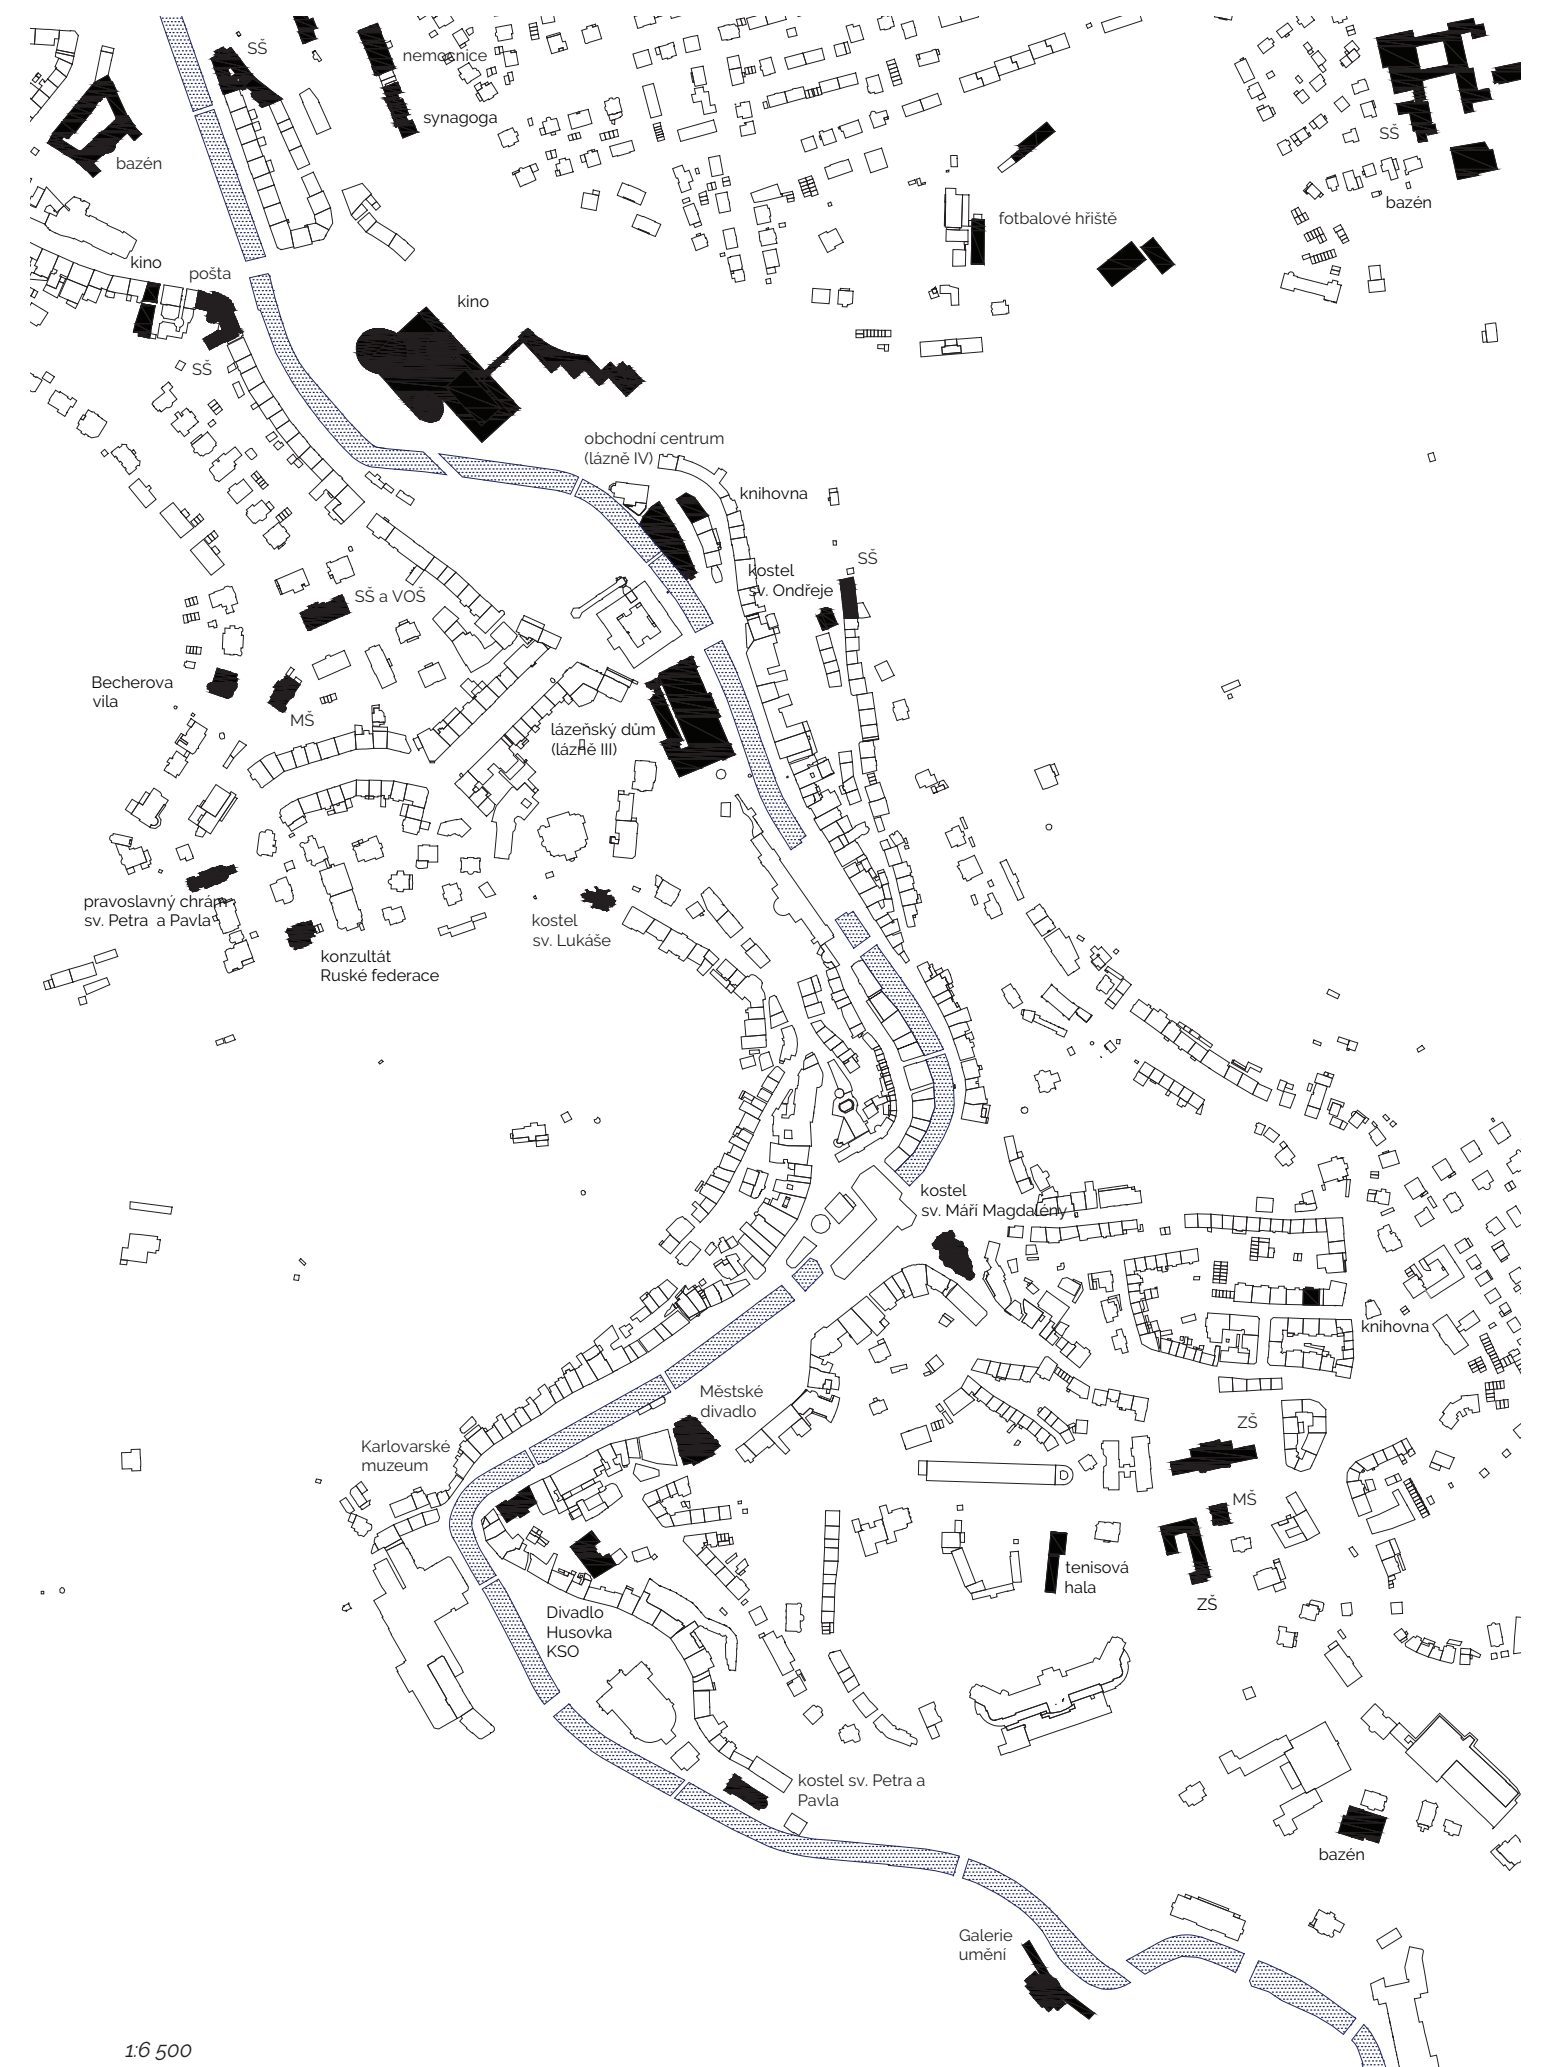 SŠ
nemocnice
synagoga
bazén
SŠ
bazén
fotbalové hřiště
kino
pošta
kino
SŠ
obchodní centrum
(lázně IV)
knihovna
SŠ
kostel
sv. Ondřeje
SŠ a VOŠ
Becherova
vila
MŠ
lázeňský dům
(lázně III)
pravoslavný chrám
sv. Petra  a Pavla
kostel
sv. Lukáše
konzultát
Ruské federace
kostel
sv. Máří Magdalény
knihovna
Městské
divadlo
ZŠ
Karlovarské
muzeum
MŠ
tenisová
hala
ZŠ
Divadlo
Husovka
KSO
kostel sv. Petra a
Pavla
bazén
Galerie
umění
1:6 500